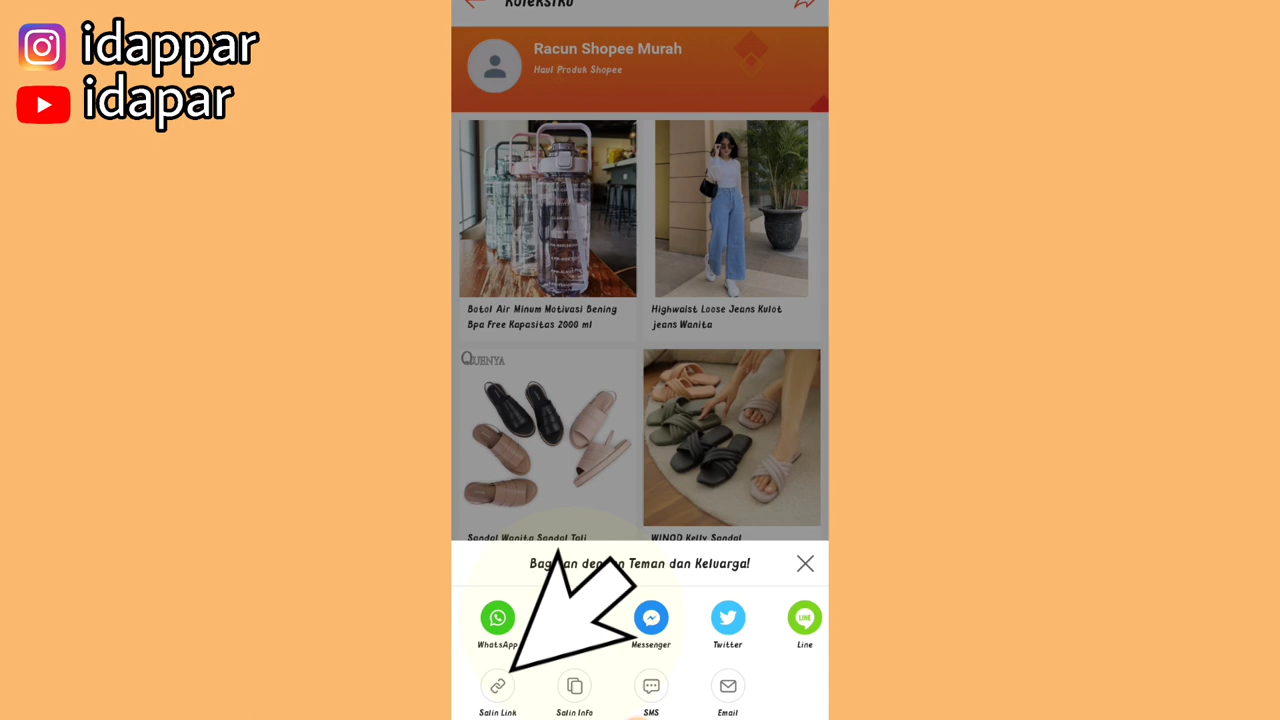 idappar
idapar
Racun Shopee Murah
Haul Produk Shopee
Botol Air Minum Motivasi Bening
Bpa Free Kapasitas 2000 ml
Highwaist Loose Jeans Kulot
jeans Wanita
QUENYA
Sandal Wanita Sandal Tali
WINOD Kelly Sandal
Teman dan Keluarga!
WhatsApp
Messenger
Twitter
Line
LINE
Salin Link
Salin Info
SMS
Email